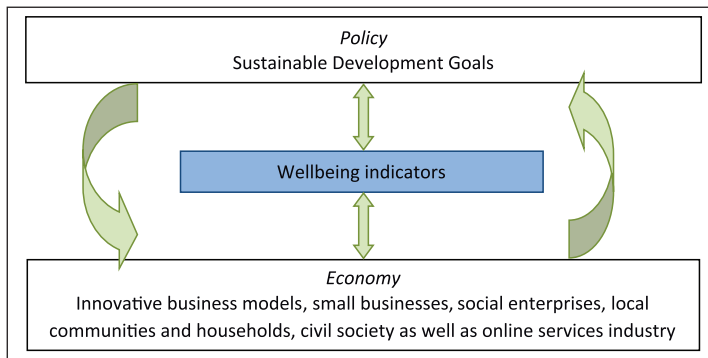 Policy
Sustainable Development Goals
Wellbeing indicators
Economy
Innovative business models, small businesses, social enterprises, local
communities and households, civil society as well as online services industry